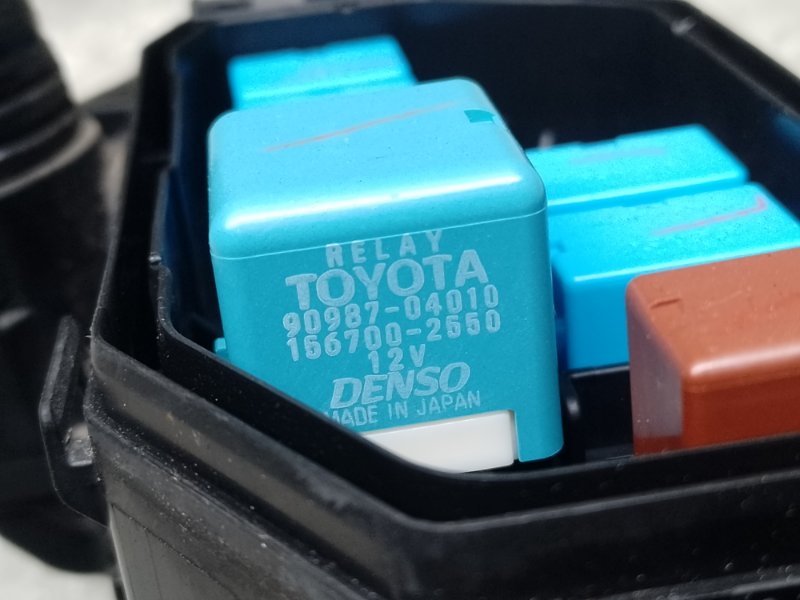 RELAY
TOYOTA
90987-04010
156700-2550
12V
DENSO
MADE IN JAPAN